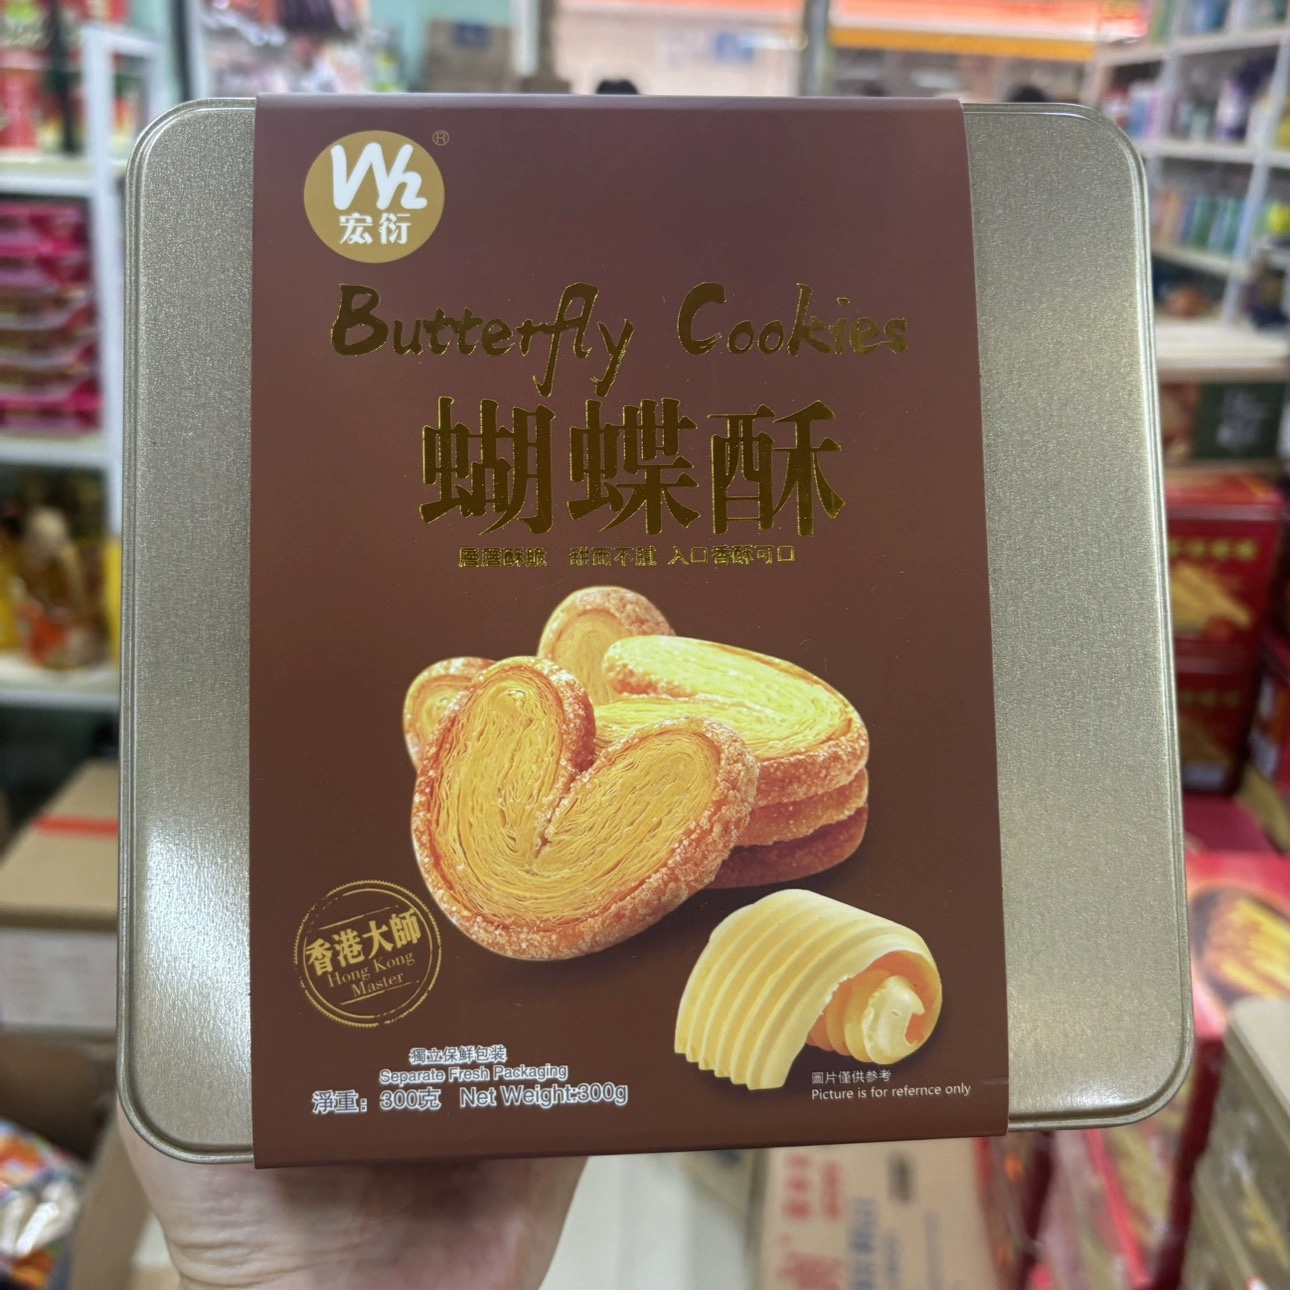 Wh
®
宏衍
Butterfly Cookies
蝴蝶酥
層層酥脆 甜而不膩 入口香酥可口
香港大師
Hong Kong
Master
獨立保鮮包装
Separate Fresh Packaging
淨重：300克 Net Weight:300g
圖片僅供參考
Picture is for refernce only